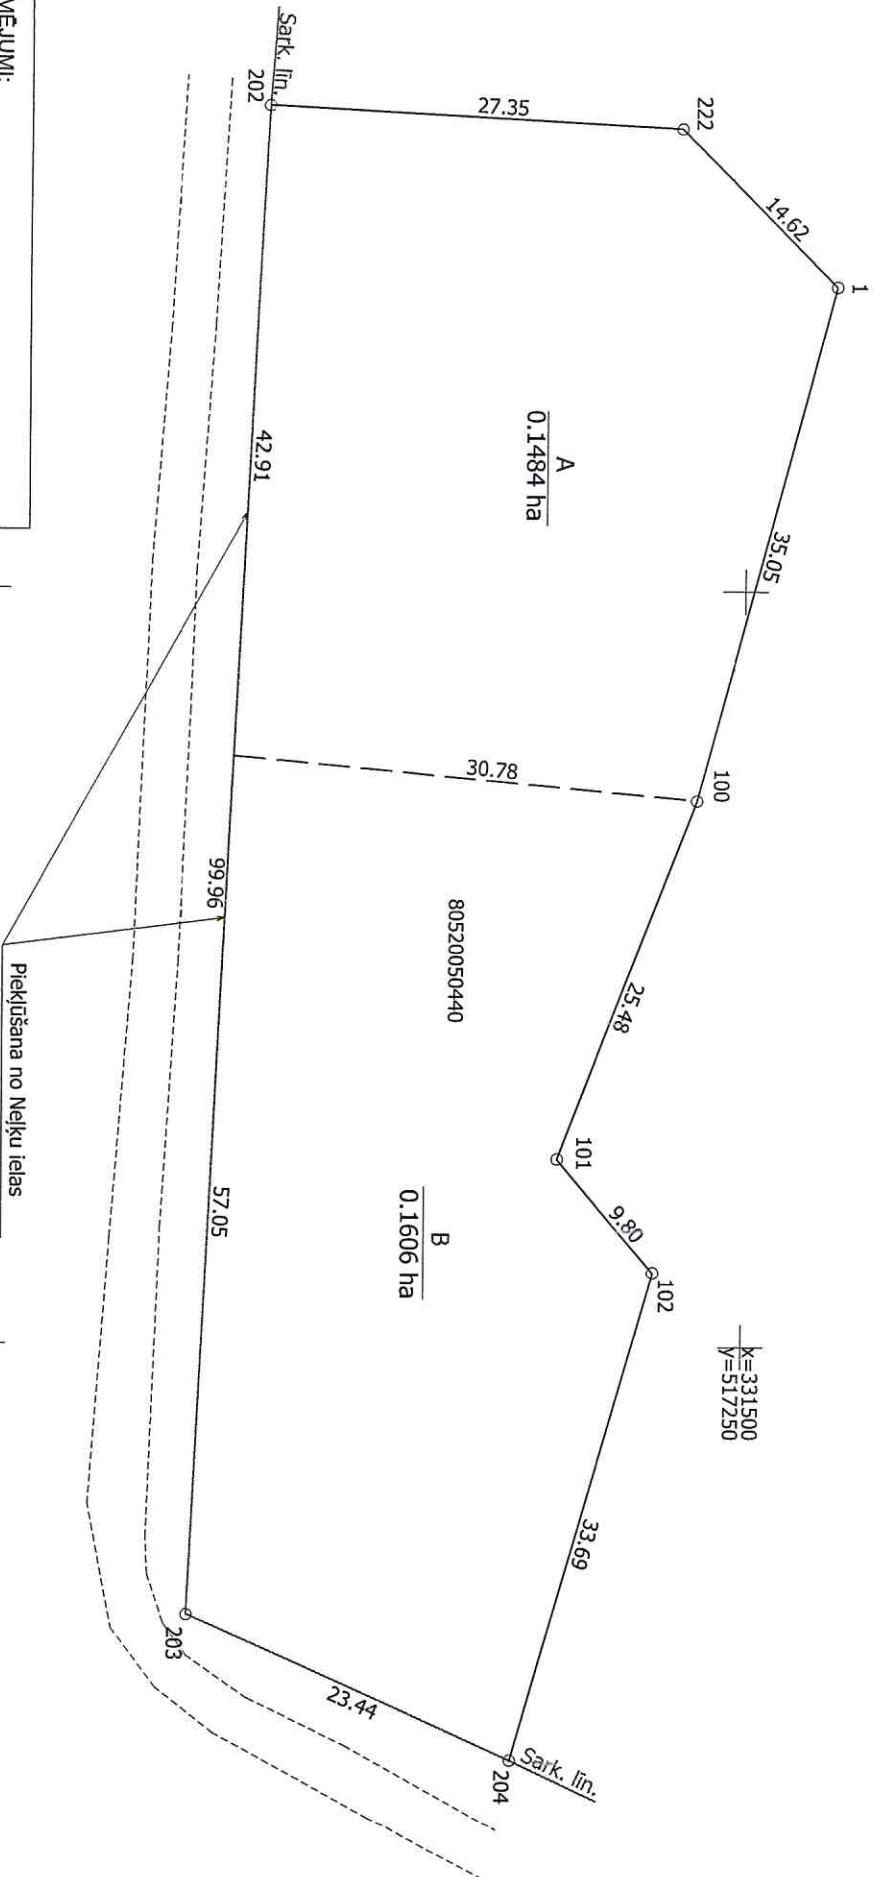 MĒJUMI:
Sark. līn.
202
27.35
222
14.62
1
35.05
A
0.1484 ha
42.91
100
30.78
99.96
80520050440
25.48
101
9.80
102
x=331500
y=517250
B
0.1606 ha
57.05
33.69
203
23.44
204
Sark. līn.
Piekļūšana no Neļķu ielas